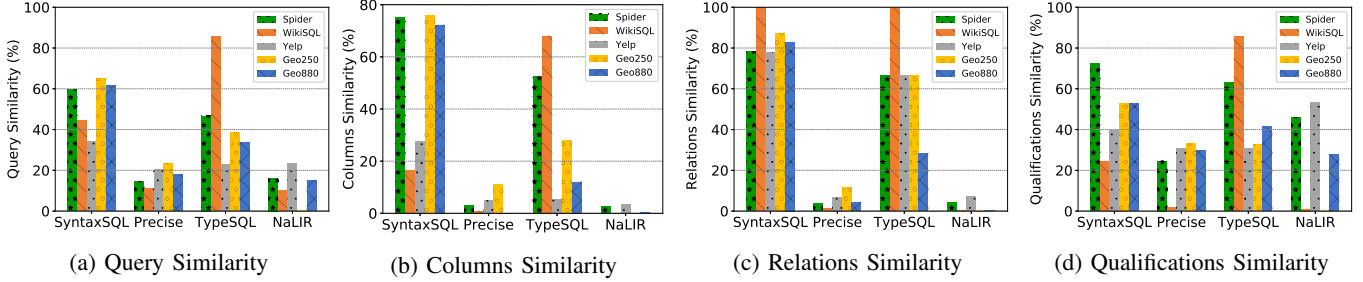 Query Similarity (%)
100
80
60
40
20
0
SyntaxSQL Precise TypeSQL NaLIR
Spider
WikiSQL
Yelp
Geo250
Geo880
(a) Query Similarity
Columns Similarity (%)
80
60
40
20
0
SyntaxSQL Precise TypeSQL NaLIR
Spider
WikiSQL
Yelp
Geo250
Geo880
(b) Columns Similarity
Relations Similarity (%)
100
80
60
40
20
0
SyntaxSQL Precise TypeSQL NaLIR
Spider
WikiSQL
Yelp
Geo250
Geo880
(c) Relations Similarity
Qualifications Similarity (%)
100
80
60
40
20
0
SyntaxSQL Precise TypeSQL NaLIR
Spider
WikiSQL
Yelp
Geo250
Geo880
(d) Qualifications Similarity